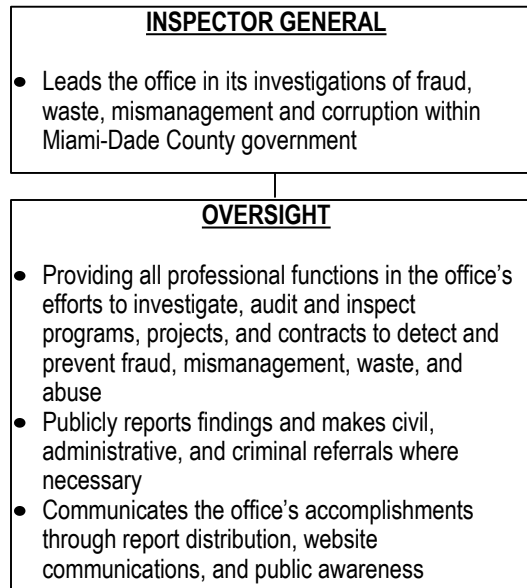 INSPECTOR GENERAL
● Leads the office in its investigations of fraud,
waste, mismanagement and corruption within
Miami-Dade County government
OVERSIGHT
● Providing all professional functions in the office's
efforts to investigate, audit and inspect
programs, projects, and contracts to detect and
prevent fraud, mismanagement, waste, and
abuse
● Publicly reports findings and makes civil,
administrative, and criminal referrals where
necessary
● Communicates the office's accomplishments
through report distribution, website
communications, and public awareness